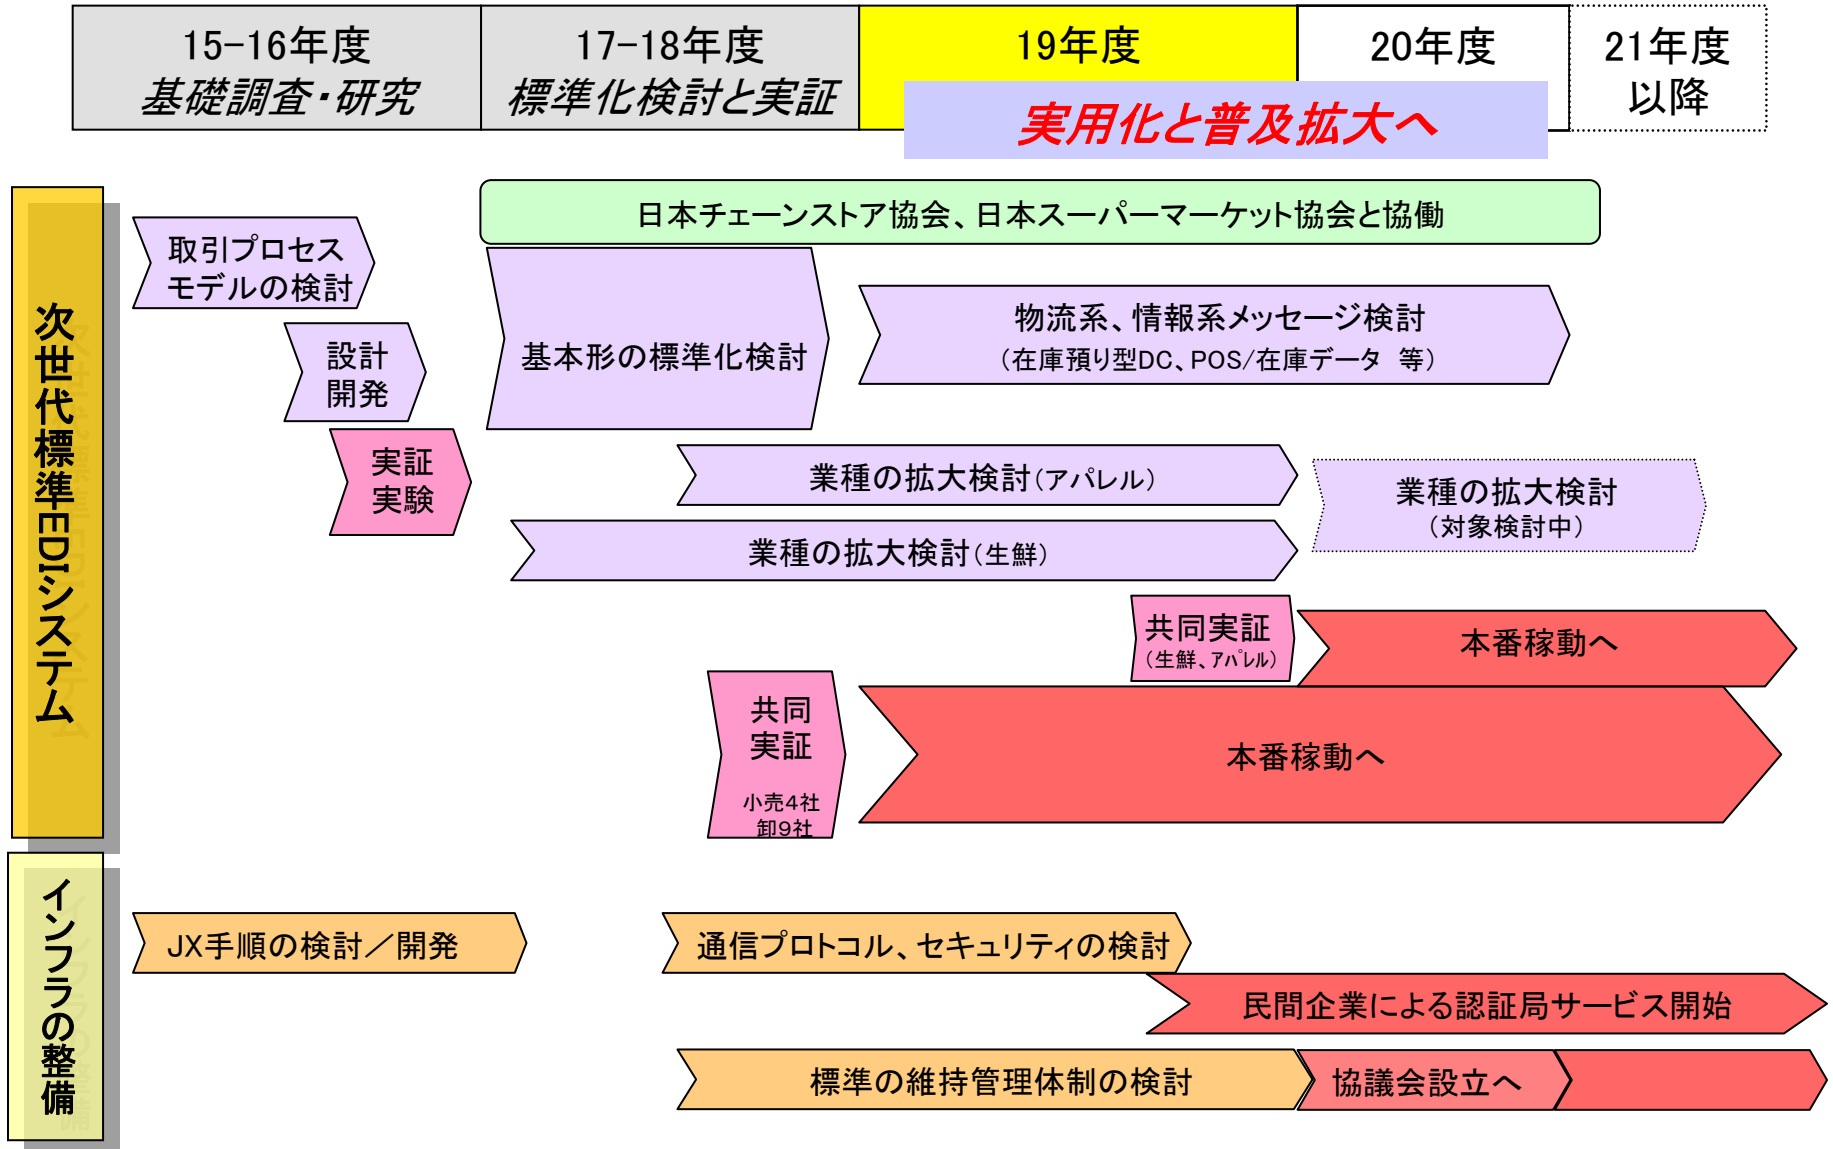 15-16年度
基礎調査・研究
17-18年度
標準化検討と実証
19年度
20年度
21年度
以降
実用化と普及拡大へ
次世代標準EDIシステム
日本チェーンストア協会、日本スーパーマーケット協会と協働
取引プロセス
モデルの検討
設計
開発
実証
実験
基本形の標準化検討
物流系、情報系メッセージ検討
（在庫預り型DC、POS/在庫データ 等）
業種の拡大検討（アパレル）
業種の拡大検討
（対象検討中）
業種の拡大検討（生鮮）
共同実証
（生鮮、ｱﾊﾟﾚﾙ）
本番稼動へ
共同
実証
小売4社
卸9社
本番稼動へ
インフラの整備
JX手順の検討／開発
通信プロトコル、セキュリティの検討
民間企業による認証局サービス開始
標準の維持管理体制の検討
協議会設立へ